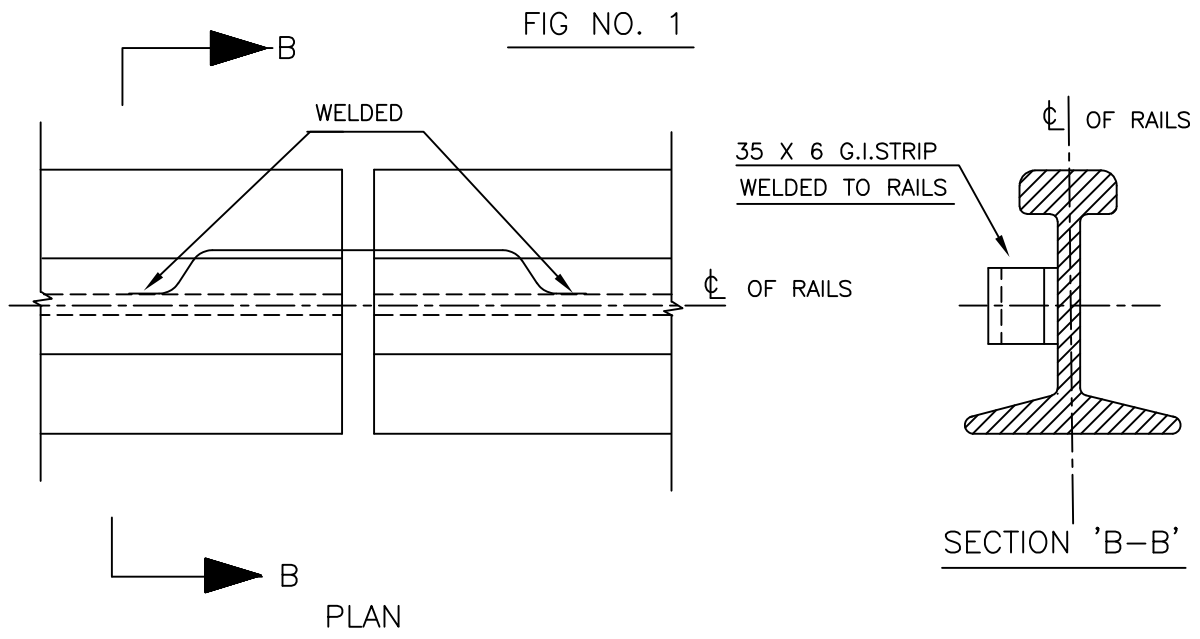 FIG NO. 1
B
WELDED
℄ OF RAILS
35 X 6 G.I.STRIP
WELDED TO RAILS
℄ OF RAILS
SECTION 'B-B'
B
PLAN